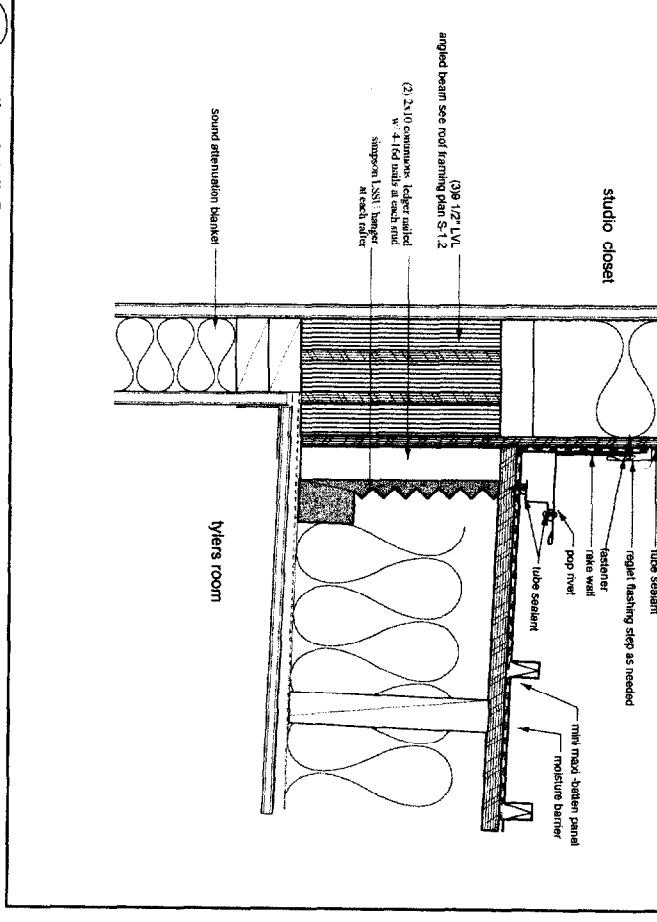 studio closet
(3)9 1/2" LVL
angled beam see roof framing plan S-1.2
(2) 2x10 continuous ledger nailed
w/ 4-16d nails at each stud
simpson LSSU hanger
at each rafter
sound attenuation blanket
tube sealant
reglet flashing step as needed
fastener
rake wall
pop rivet
tube sealant
mini maxi -batten panel
moisture barrier
tylers room